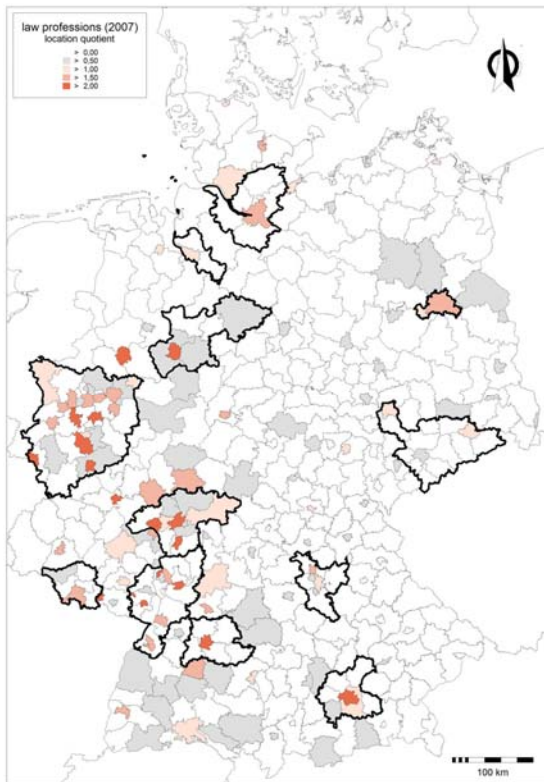 law professions (2007)
location quotient
> 0,00
> 0,50
> 1,00
> 1,50
> 2,00
100 km